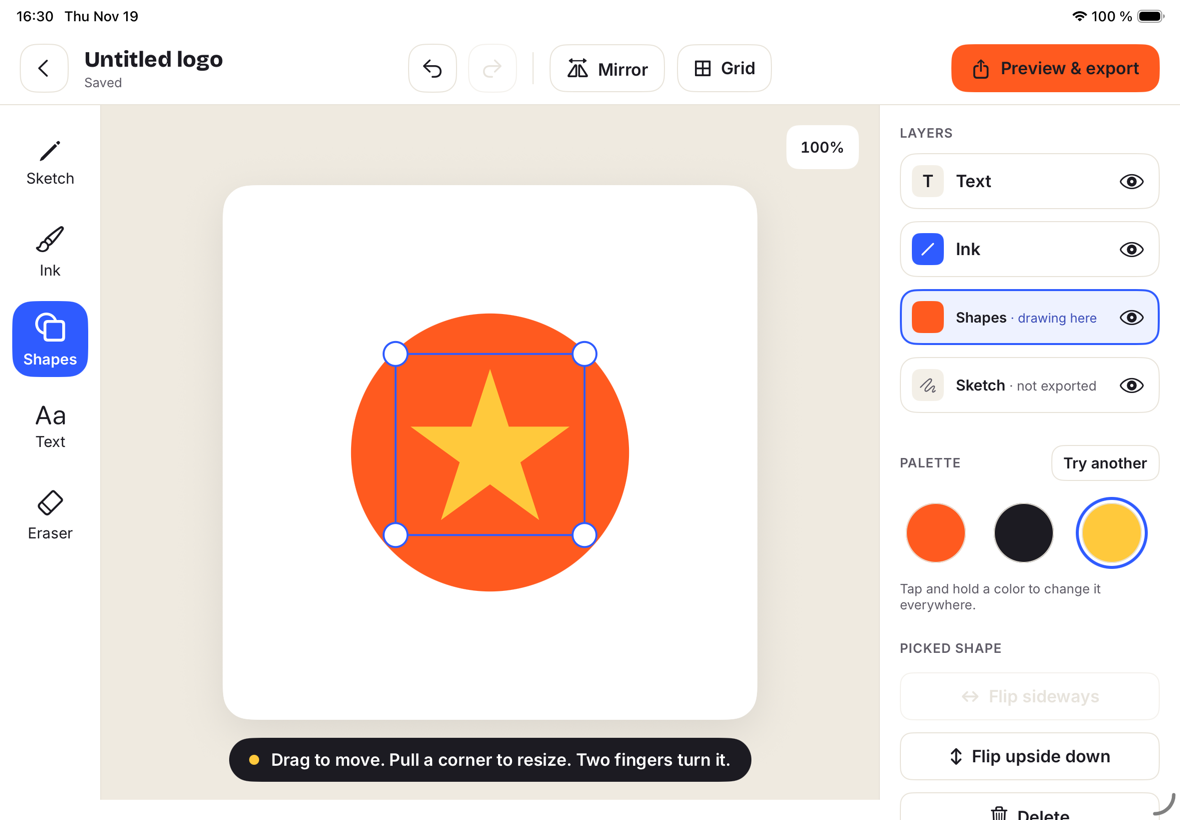 16:30 Thu Nov 19
100 %
Untitled logo
Saved
Mirror
Grid
Preview & export
Sketch
Ink
Shapes
Aa
Text
Eraser
100%
Drag to move. Pull a corner to resize. Two fingers turn it.
LAYERS
T Text
Ink
Shapes · drawing here
Sketch · not exported
PALETTE
Try another
Tap and hold a color to change it
everywhere.
PICKED SHAPE
Flip sideways
Flip upside down
Delete